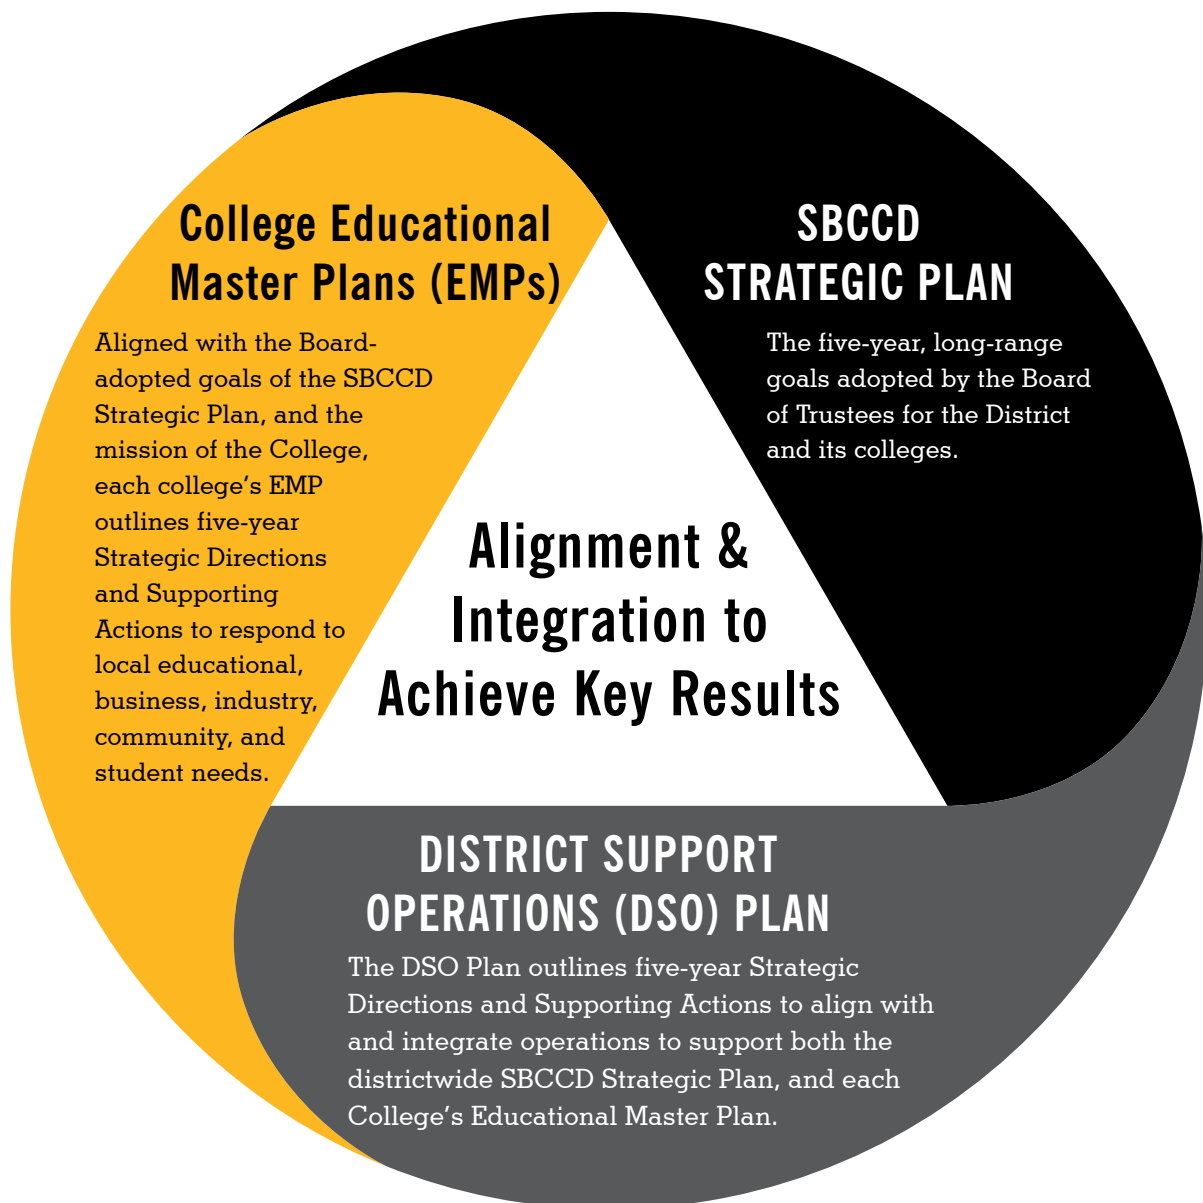 College Educational
Master Plans (EMPs)
Aligned with the Board-
adopted goals of the SBCCD
Strategic Plan, and the
mission of the College,
each college's EMP
outlines five-year
Strategic Directions
and Supporting
Actions to respond to
local educational,
business, industry,
community, and
student needs.
SBCCD
STRATEGIC PLAN
The five-year, long-range
goals adopted by the Board
of Trustees for the District
and its colleges.
Alignment &
Integration to
Achieve Key Results
DISTRICT SUPPORT
OPERATIONS (DSO) PLAN
The DSO Plan outlines five-year Strategic
Directions and Supporting Actions to align with
and integrate operations to support both the
districtwide SBCCD Strategic Plan, and each
College's Educational Master Plan.